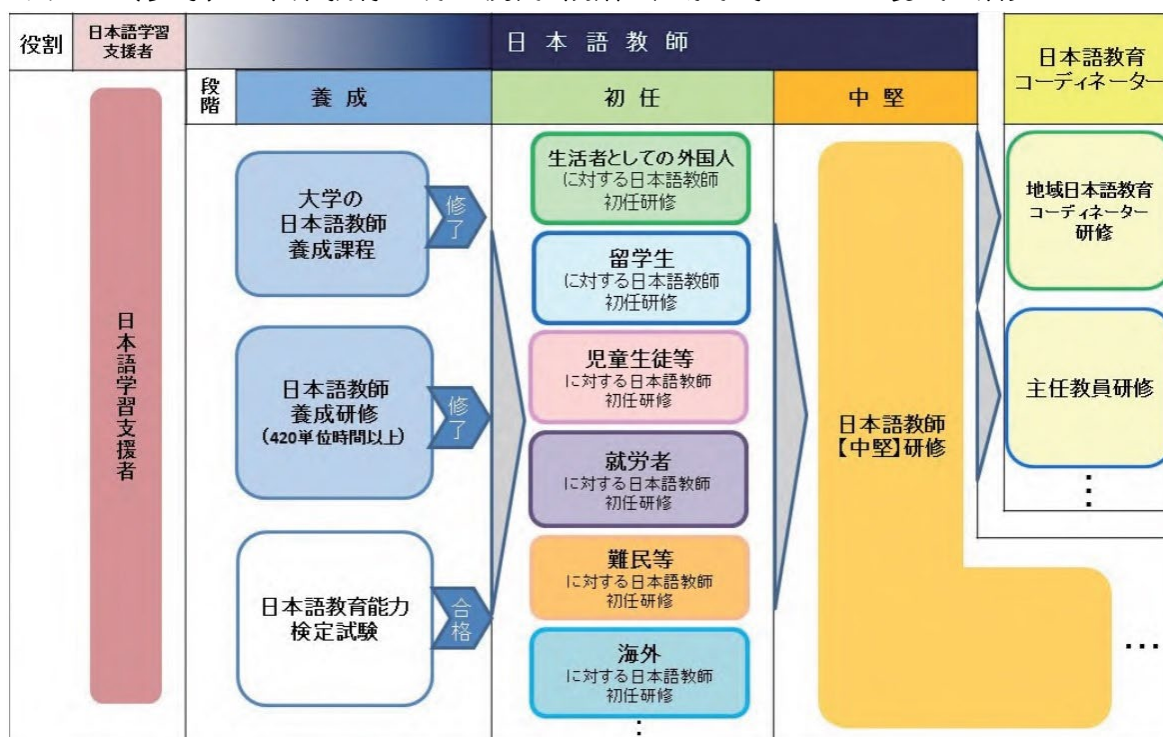 役割
日本語学習
支援者
日本語教師
日本語教育
コーディネーター
段階
養成
初任
中堅
日本語学習支援者
大学の
日本語教師
養成課程
修了
日本語教師
養成研修
(420単位時間以上)
修了
日本語教育能力
検定試験
合格
生活者としての外国人
に対する日本語教師
初任研修
留学生
に対する日本語教師
初任研修
児童生徒等
に対する日本語教師
初任研修
就労者
に対する日本語教師
初任研修
難民等
に対する日本語教師
初任研修
海外
に対する日本語教師
初任研修
⋮
日本語教師
【中堅】研修
地域日本語教育
コーディネーター
研修
主任教員研修
⋮
…